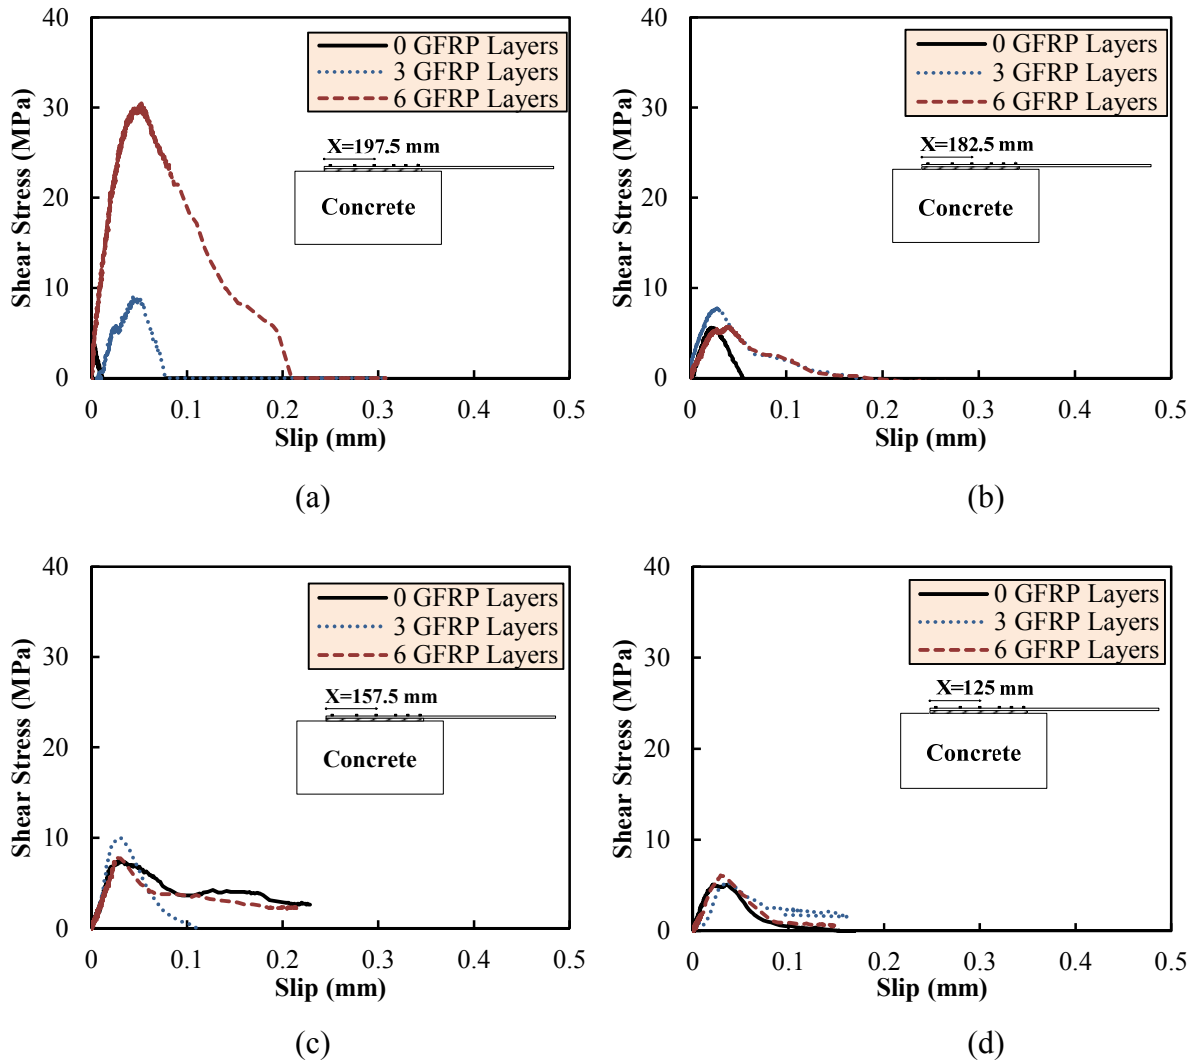 40
30
20
10
0
Shear Stress (MPa)
0 GFRP Layers
3 GFRP Layers
6 GFRP Layers
X=197.5 mm
Concrete
0 0.1 0.2 0.3 0.4 0.5
Slip (mm)
(a)
40
30
20
10
0
Shear Stress (MPa)
0 GFRP Layers
3 GFRP Layers
6 GFRP Layers
X=182.5 mm
Concrete
0 0.1 0.2 0.3 0.4 0.5
Slip (mm)
(b)
40
30
20
10
0
Shear Stress (MPa)
0 GFRP Layers
3 GFRP Layers
6 GFRP Layers
X=157.5 mm
Concrete
0 0.1 0.2 0.3 0.4 0.5
Slip (mm)
(c)
40
30
20
10
0
Shear Stress (MPa)
0 GFRP Layers
3 GFRP Layers
6 GFRP Layers
X=125 mm
Concrete
0 0.1 0.2 0.3 0.4 0.5
Slip (mm)
(d)